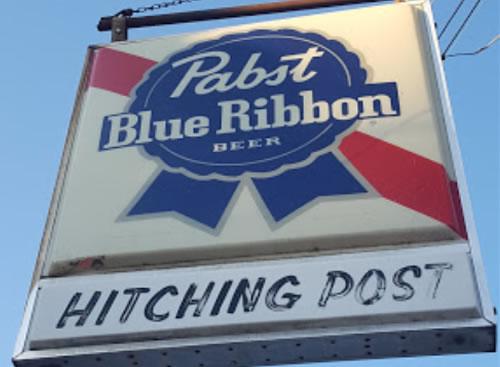 Pabst
Blue Ribbon
BEER
HITCHING POST